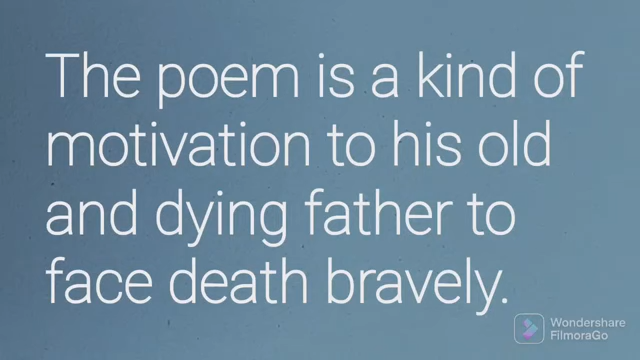 The poem is a kind of
motivation to his old
and dying father to
face death bravely.
Wondershare
FilmoraGo